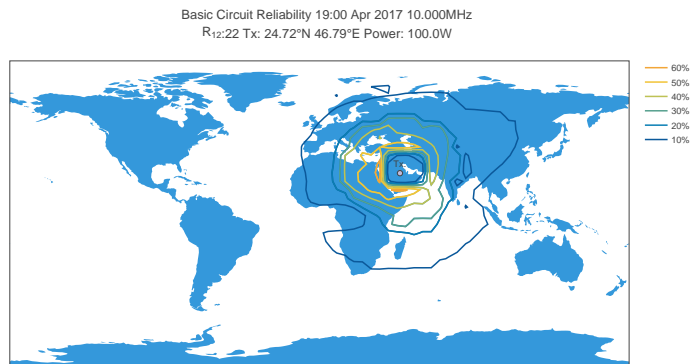 Basic Circuit Reliability 19:00 Apr 2017 10.000MHz
R₁₂:22 Tx: 24.72°N 46.79°E Power: 100.0W
60%
50%
40%
30%
20%
10%
Tx